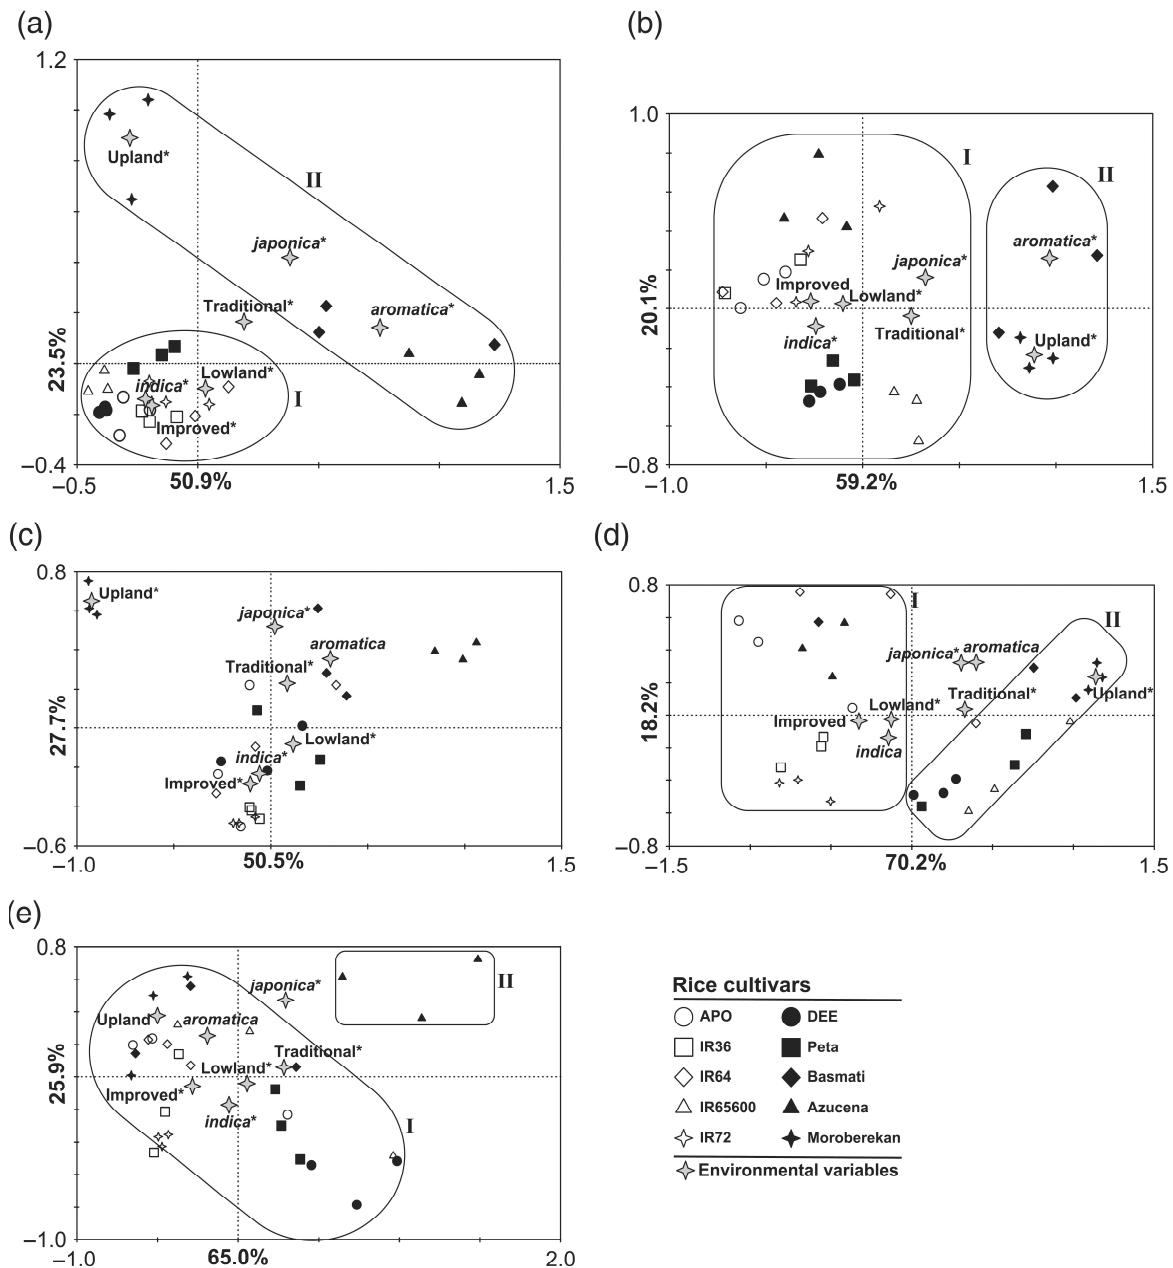 (a)
1.2
Upland*
II
japonica*
Traditional*
aromatica*
23.5%
Lowland*
indica*
I
Improved*
–0.4
–0.5
50.9%
1.5
(b)
1.0
I
II
aromatica*
japonica*
Improved
Lowland*
20.1%
Traditional*
indica*
Upland*
–0.8
–1.0
59.2%
1.5
(c)
0.8
Upland*
japonica*
aromatica
Traditional*
27.7%
Lowland*
indica*
Improved*
–0.6
–1.0
50.5%
1.5
(d)
0.8
I
II
japonica*
aromatica
Traditional*
Upland*
Lowland*
18.2%
Improved
indica
–0.8
–1.5
70.2%
1.5
(e)
0.8
II
japonica*
Upland
aromatica
Traditional*
Lowland*
25.9%
Improved*
indica*
I
–1.0
–1.0
65.0%
2.0
Rice cultivars
APO
DEE
IR36
Peta
IR64
Basmati
IR65600
Azucena
IR72
Moroberekan
Environmental variables